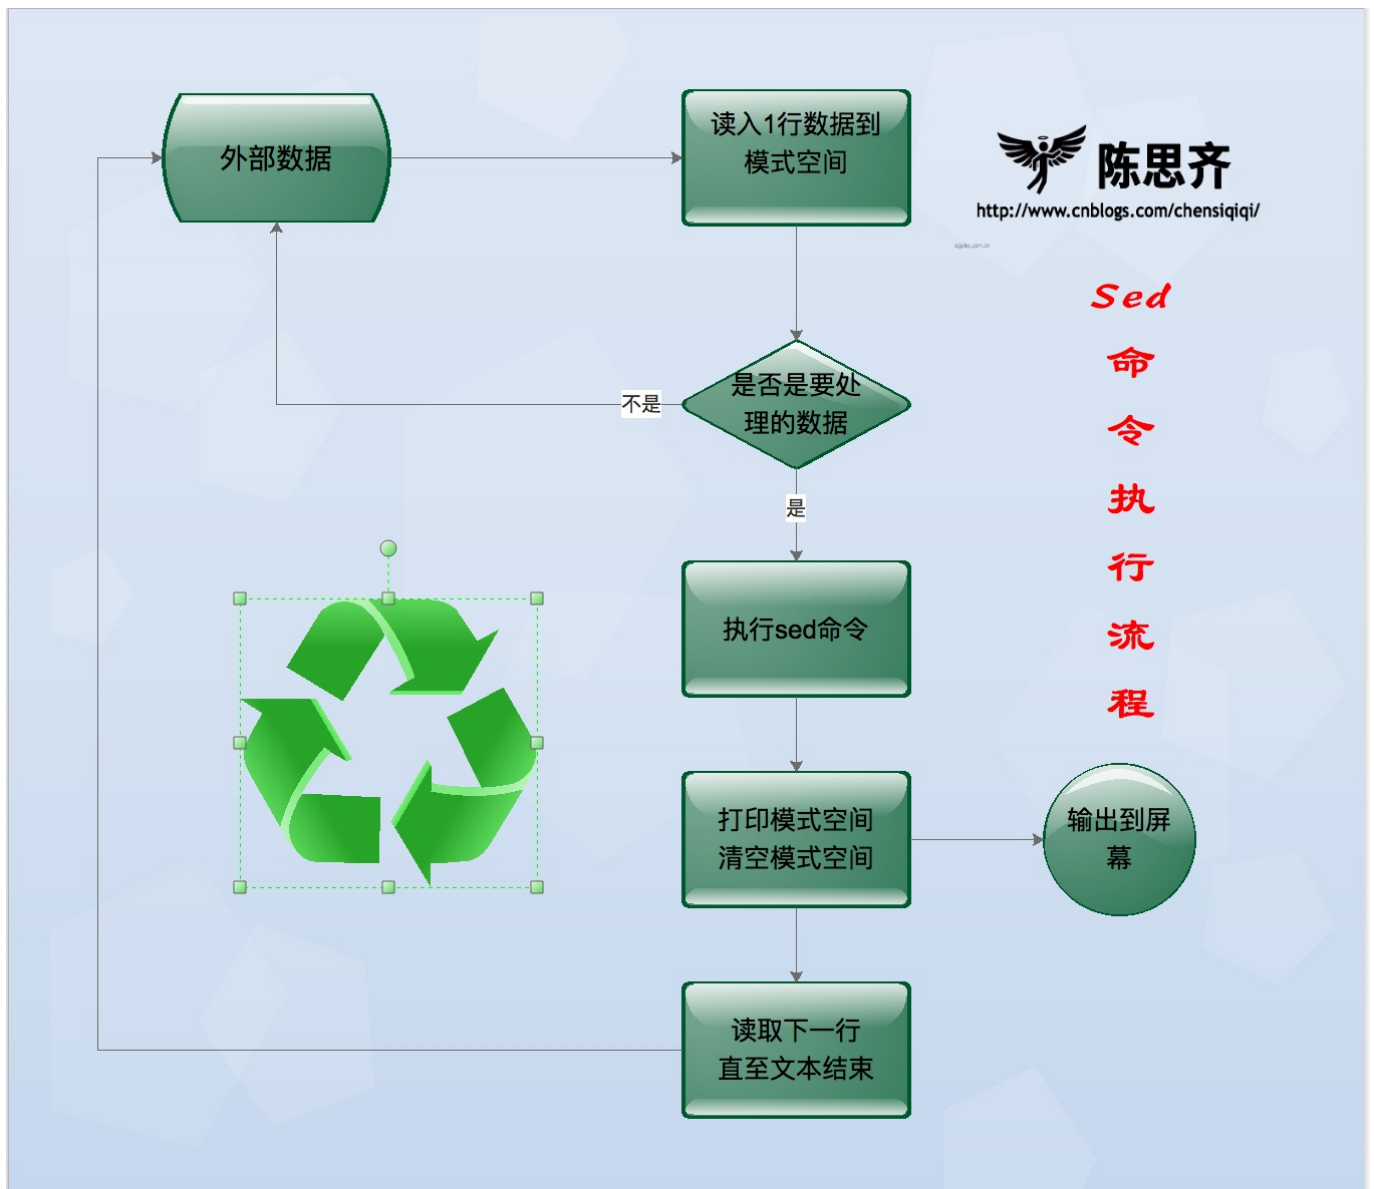 外部数据
读入1行数据到
模式空间
陈思齐
http://www.cnblogs.com/chensiqiqi/
Sed
命
令
执
行
流
程
是否是要处
理的数据
不是
是
执行sed命令
打印模式空间
清空模式空间
输出到屏
幕
读取下一行
直至文本结束